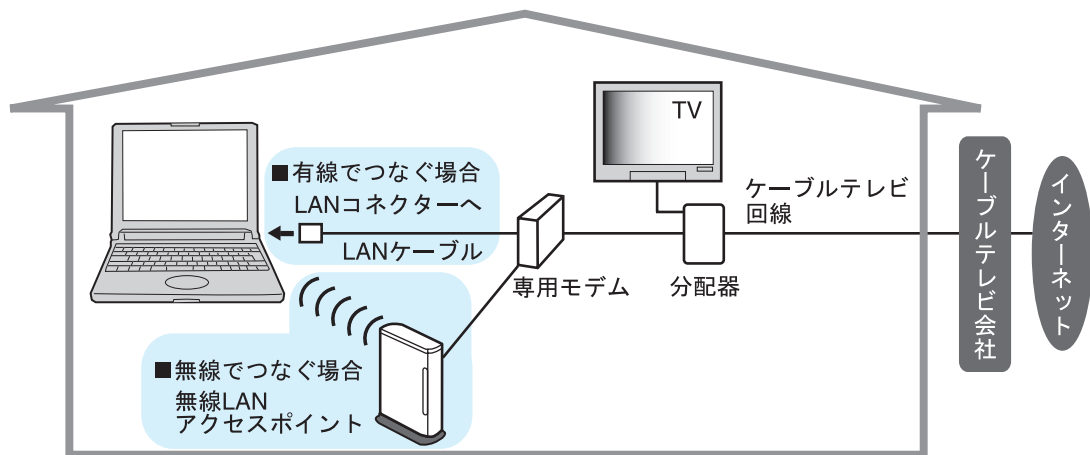 TV
■有線でつなぐ場合
LANコネクターへ
LANケーブル
専用モデム
分配器
ケーブルテレビ
回線
ケーブルテレビ会社
インターネット
■無線でつなぐ場合
無線LAN
アクセスポイント